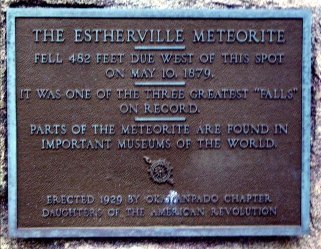 THE ESTHERVILLE METEORITE
FELL 482 FEET DUE WEST OF THIS SPOT
ON MAY 10, 1879.
IT WAS ONE OF THE THREE GREATEST "FALLS"
ON RECORD.
PARTS OF THE METEORITE ARE FOUND IN
IMPORTANT MUSEUMS OF THE WORLD.
ERECTED 1929 BY OKAMANPADO CHAPTER
DAUGHTERS OF THE AMERICAN REVOLUTION